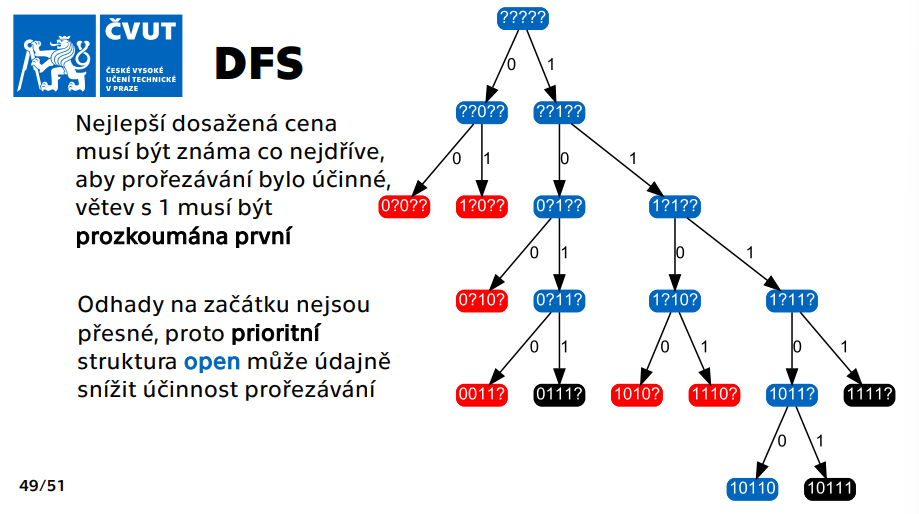 ČVUT
ČESKÉ VYSOKÉ
UČENÍ TECHNICKÉ
V PRAZE
DFS
Nejlepší dosažená cena
musí být známa co nejdříve,
aby prořezávání bylo účinné,
větev s 1 musí být
prozkoumána první
Odhady na začátku nejsou
přesné, proto prioritní
struktura open může údajně
snížit účinnost prořezávání
49/51
?????
0 1
??0?? ??1??
0 1 0 1
0?0?? 1?0?? 0?1?? 1?1??
0 1 0 1
0?10? 0?11? 1?10? 1?11?
0 1 0 1 0 1
0011? 0111? 1010? 1110? 1011? 1111?
0 1
10110 10111